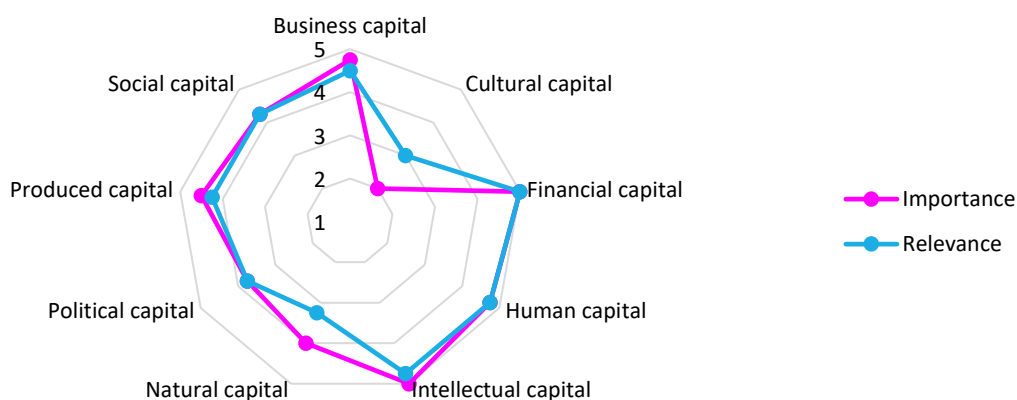 Business capital
5
Social capital
Cultural capital
4
3
Produced capital
2
Financial capital
Importance
1
Relevance
Political capital
Human capital
Natural capital
Intellectual capital